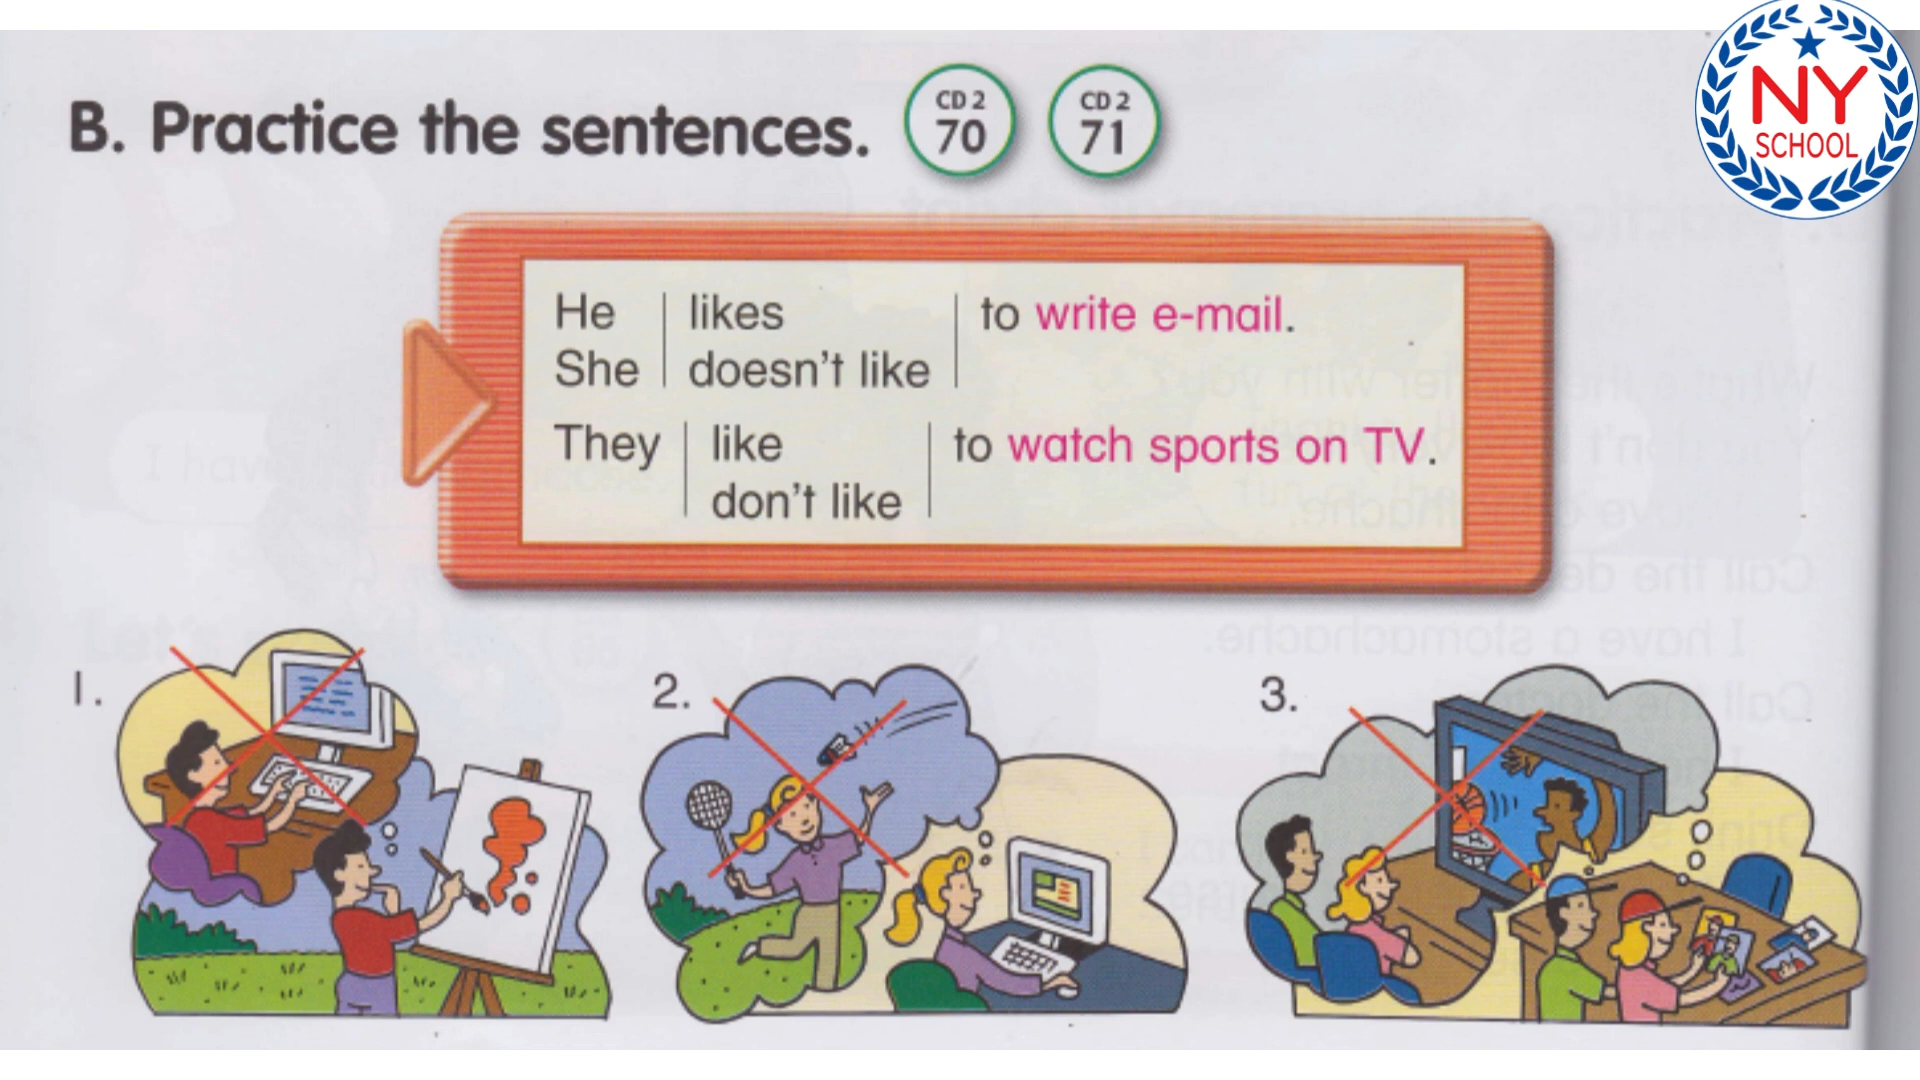 B. Practice the sentences.
CD 2
70
CD 2
71
NY
SCHOOL
He likes to write e-mail.
She doesn't like
They like to watch sports on TV.
don't like
1.
2.
3.